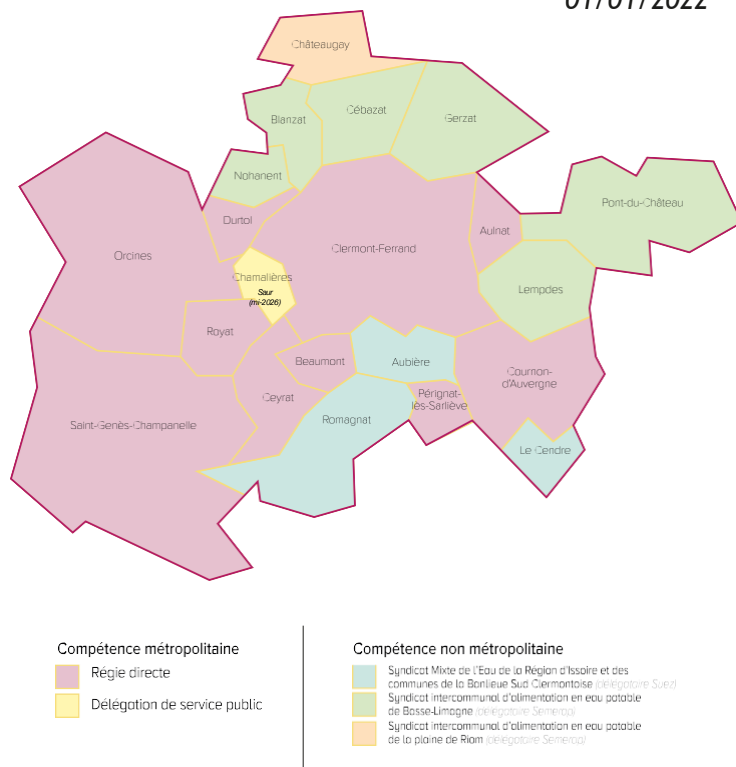 01/01/2022
Châteaugay
Cébazat
Blanzat
Gerzat
Nohanent
Pont-du-Château
Durtol
Aulnat
Orcines
Clermont-Ferrand
Chamalières
Saur
(mi-2026)
Lempdes
Royat
Beaumont
Aubière
Cournon-
d'Auvergne
Ceyrat
Pérignat-
lès-Sarliève
Saint-Genès-Champanelle
Romagnat
Le Cendre
Compétence métropolitaine
Régie directe
Délégation de service public
Compétence non métropolitaine
Syndicat Mixte de l'Eau de la Région d'Issoire et des
communes de la Banlieue Sud Clermontoise (délégataire Suez)
Syndicat intercommunal d'alimentation en eau potable
de Basse-Limagne (délégataire Semerap)
Syndicat intercommunal d'alimentation en eau potable
de la plaine de Riom (délégataire Semerap)